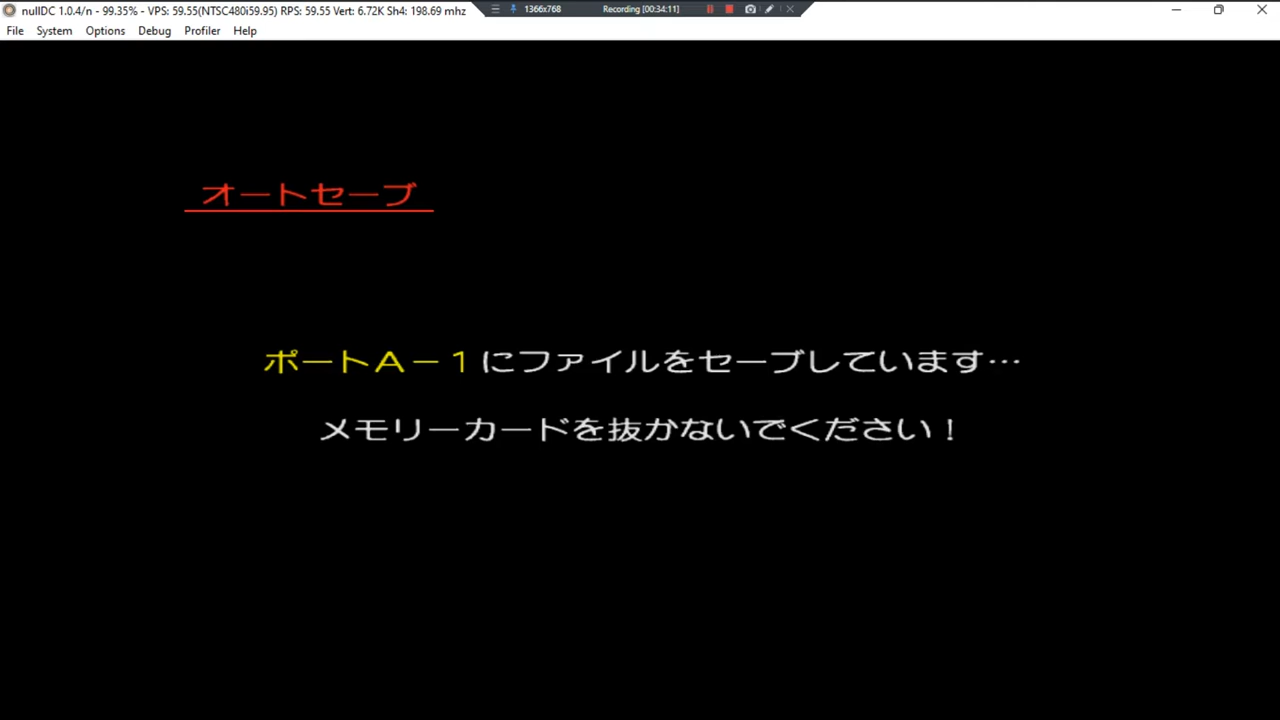 nullDC 1.0.4/n - 99.35% - VPS: 59.55(NTSC480i59.95) RPS: 59.55 Vert: 6.72K Sh4: 198.69 mhz
1366x768 Recording [00:34:11]
File System Options Debug Profiler Help
オートセーブ
ポートA－1にファイルをセーブしています…
メモリーカードを抜かないでください！